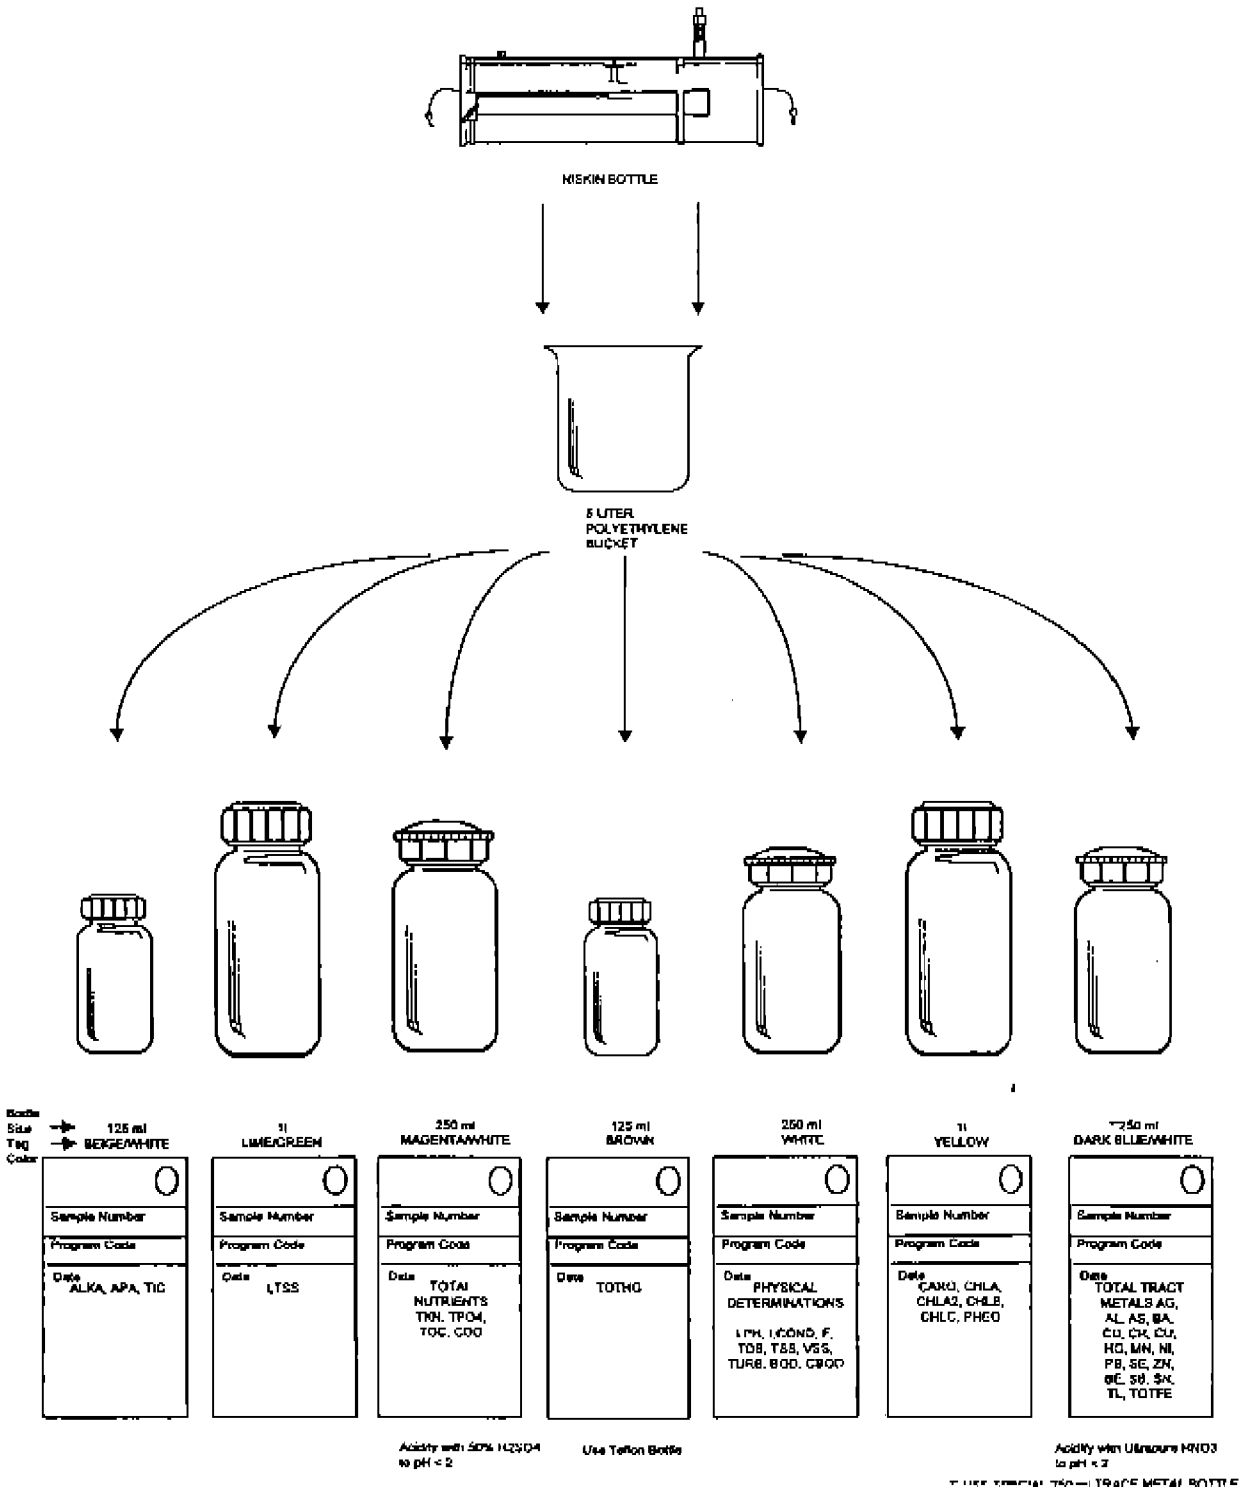 NISKIN BOTTLE
5 LITER
POLYETHYLENE
BUCKET
Bottle
Size
Tag
Color
125 ml
BEIGE/WHITE
1l
LIME/GREEN
250 ml
MAGENTA/WHITE
125 ml
BROWN
250 ml
WHITE
1l
YELLOW
*250 ml
DARK BLUE/WHITE
Sample Number
Program Code
Date
ALKA, APA, TIC
Sample Number
Program Code
Date
LTSS
Sample Number
Program Code
Date
TOTAL
NUTRIENTS
TKN, TPO4,
TOC, COD
Sample Number
Program Code
Date
TOTHG
Sample Number
Program Code
Date
PHYSICAL
DETERMINATIONS
LPH, LCOND, F,
TDS, TSS, VSS,
TURB, BOD, CBOD
Sample Number
Program Code
Date
CARO, CHLA,
CHLA2, CHLB,
CHLC, PHEO
Sample Number
Program Code
Date
TOTAL TRACT
METALS AG,
AL, AS, BA,
CD, CR, CU,
HG, MN, NI,
PB, SE, ZN,
BE, SB, SN,
TL, TOTFE
Acidify with 50% H2SO4
to pH < 2
Use Teflon Bottle
Acidify with Ultrapure HNO3
to pH < 2
* USE SPECIAL 250 ml TRACE METAL BOTTLE